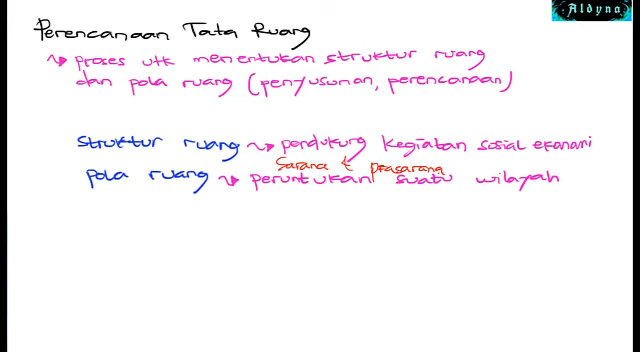 Aldyna
Perencanaan Tata Ruang
↝ proses utk menentukan struktur ruang
dan pola ruang (penyusunan, perencanaan)
struktur ruang ↝ pendukung kegiatan sosial ekonomi
sarana & prasarana
pola ruang ↝ peruntukan suatu wilayah